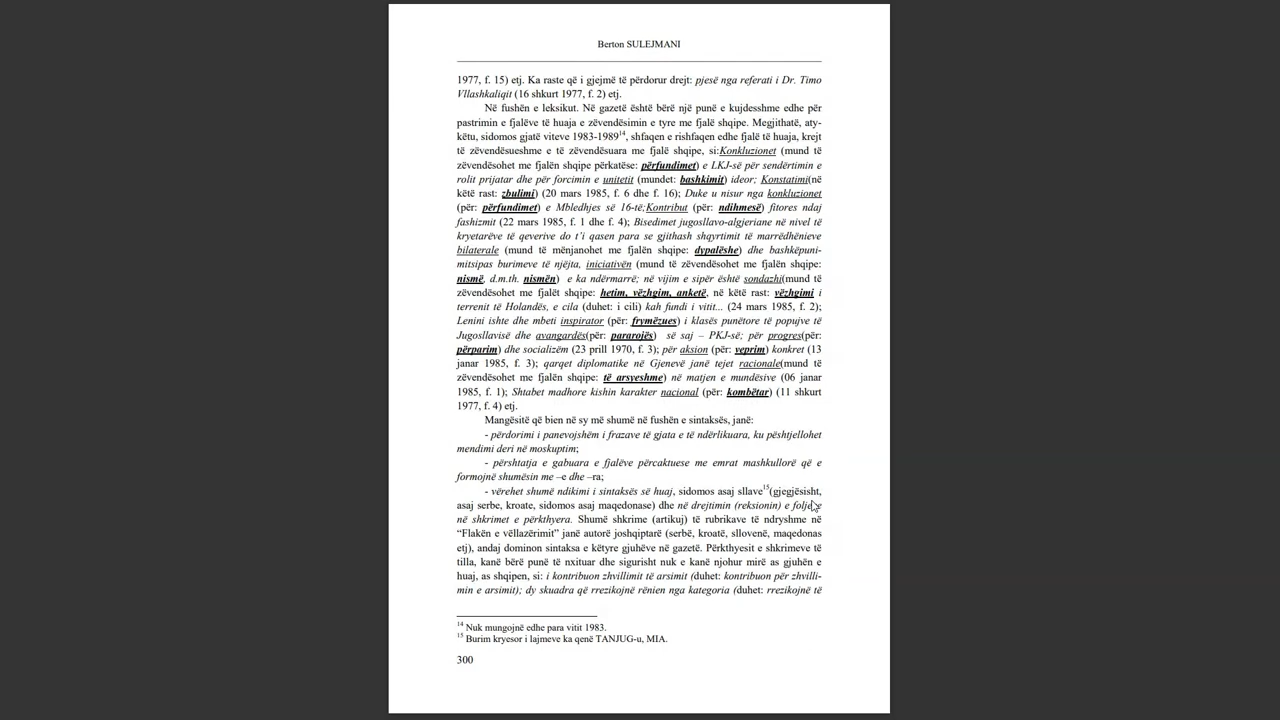 Berton SULEJMANI
1977, f. 15) etj. Ka raste që i gjejmë të përdorur drejt: pjesë nga referati i Dr. Timo
Vllashkaliqit (16 shkurt 1977, f. 2) etj.
Në fushën e leksikut. Në gazetë është bërë një punë e kujdesshme edhe për
pastrimin e fjalëve të huaja e zëvendësimin e tyre me fjalë shqipe. Megjithatë, aty-
këtu, sidomos gjatë viteve 1983-1989¹⁴, shfaqen e rishfaqen edhe fjalë të huaja, krejt
të zëvendësueshme e të zëvendësuara me fjalë shqipe, si:Konkluzionet (mund të
zëvendësohet me fjalën shqipe përkatëse: përfundimet) e LKJ-së për sendërtimin e
rolit prijatar dhe për forcimin e unitetit (mundet: bashkimit) ideor; Konstatimi(në
këtë rast: zbulimi) (20 mars 1985, f. 6 dhe f. 16); Duke u nisur nga konkluzionet
(për: përfundimet) e Mbledhjes së 16-të;Kontribut (për: ndihmesë) fitores ndaj
fashizmit (22 mars 1985, f. 1 dhe f. 4); Bisedimet jugosllavo-algjeriane në nivel të
kryetarëve të qeverive do t’i qasen para se gjithash shqyrtimit të marrëdhënieve
bilaterale (mund të mënjanohet me fjalën shqipe: dypalëshe) dhe bashkëpuni-
mitsipas burimeve të njëjta, iniciativën (mund të zëvendësohet me fjalën shqipe:
nismë, d.m.th. nismën) e ka ndërmarrë; në vijim e sipër është sondazhi(mund të
zëvendësohet me fjalët shqipe: hetim, vëzhgim, anketë, në këtë rast: vëzhgimi i
terrenit të Holandës, e cila (duhet: i cili) kah fundi i vitit... (24 mars 1985, f. 2);
Lenini ishte dhe mbeti inspirator (për: frymëzues) i klasës punëtore të popujve të
Jugosllavisë dhe avangardës(për: pararojës) së saj – PKJ-së; për progres(për:
përparim) dhe socializëm (23 prill 1970, f. 3); për aksion (për: veprim) konkret (13
janar 1985, f. 3); qarqet diplomatike në Gjenevë janë tejet racionale(mund të
zëvendësohet me fjalën shqipe: të arsyeshme) në matjen e mundësive (06 janar
1985, f. 1); Shtabet madhore kishin karakter nacional (për: kombëtar) (11 shkurt
1977, f. 4) etj.
Mangësitë që bien në sy më shumë në fushën e sintaksës, janë:
- përdorimi i panevojshëm i frazave të gjata e të ndërlikuara, ku pështjellohet
mendimi deri në moskuptim;
- përshtatja e gabuara e fjalëve përcaktuese me emrat mashkullorë që e
formojnë shumësin me –e dhe –ra;
- vërehet shumë ndikimi i sintaksës së huaj, sidomos asaj sllave¹⁵(gjegjësisht,
asaj serbe, kroate, sidomos asaj maqedonase) dhe në drejtimin (reksionin) e foljeve
në shkrimet e përkthyera. Shumë shkrime (artikuj) të rubrikave të ndryshme në
“Flakën e vëllazërimit” janë autorë joshqiptarë (serbë, kroatë, sllovenë, maqedonas
etj), andaj dominon sintaksa e këtyre gjuhëve në gazetë. Përkthyesit e shkrimeve të
tilla, kanë bërë punë të nxituar dhe sigurisht nuk e kanë njohur mirë as gjuhën e
huaj, as shqipen, si: i kontribuon zhvillimit të arsimit (duhet: kontribuon për zhvilli-
min e arsimit); dy skuadra që rrezikojnë rënien nga kategoria (duhet: rrezikojnë të
¹⁴ Nuk mungojnë edhe para vitit 1983.
¹⁵ Burim kryesor i lajmeve ka qenë TANJUG-u, MIA.
300